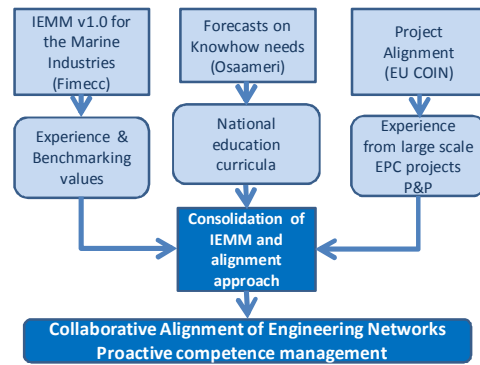 IEMM v1.0 for
the Marine
Industries
(Fimecc)
Forecasts on
Knowhow needs
(Osaameri)
Project
Alignment
(EU COIN)
Experience &
Benchmarking
values
National
education
curricula
Experience
from large scale
EPC projects
P&P
Consolidation of
IEMM and
alignment
approach
Collaborative Alignment of Engineering Networks
Proactive competence management